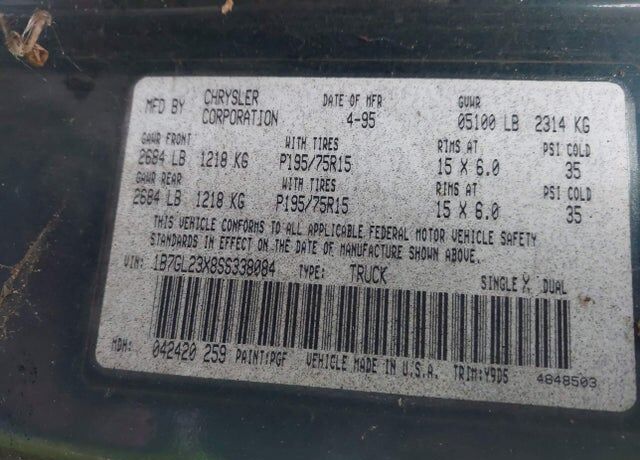 MFD BY CHRYSLER CORPORATION DATE OF MFR 4-95 GVWR 05100 LB 2314 KG
GAWR FRONT WITH TIRES RIMS AT PSI COLD
2684 LB 1218 KG P195/75R15 15 X 6.0 35
GAWR REAR WITH TIRES RIMS AT PSI COLD
2684 LB 1218 KG P195/75R15 15 X 6.0 35
THIS VEHICLE CONFORMS TO ALL APPLICABLE FEDERAL MOTOR VEHICLE SAFETY
STANDARDS IN EFFECT ON THE DATE OF MANUFACTURE SHOWN ABOVE.
VIN: 1B7GL23X8SS338084 TYPE: TRUCK SINGLE X DUAL
MDH: 042420 259 PAINT:PGF VEHICLE MADE IN U.S.A. TRIM:Y9D5 4848503